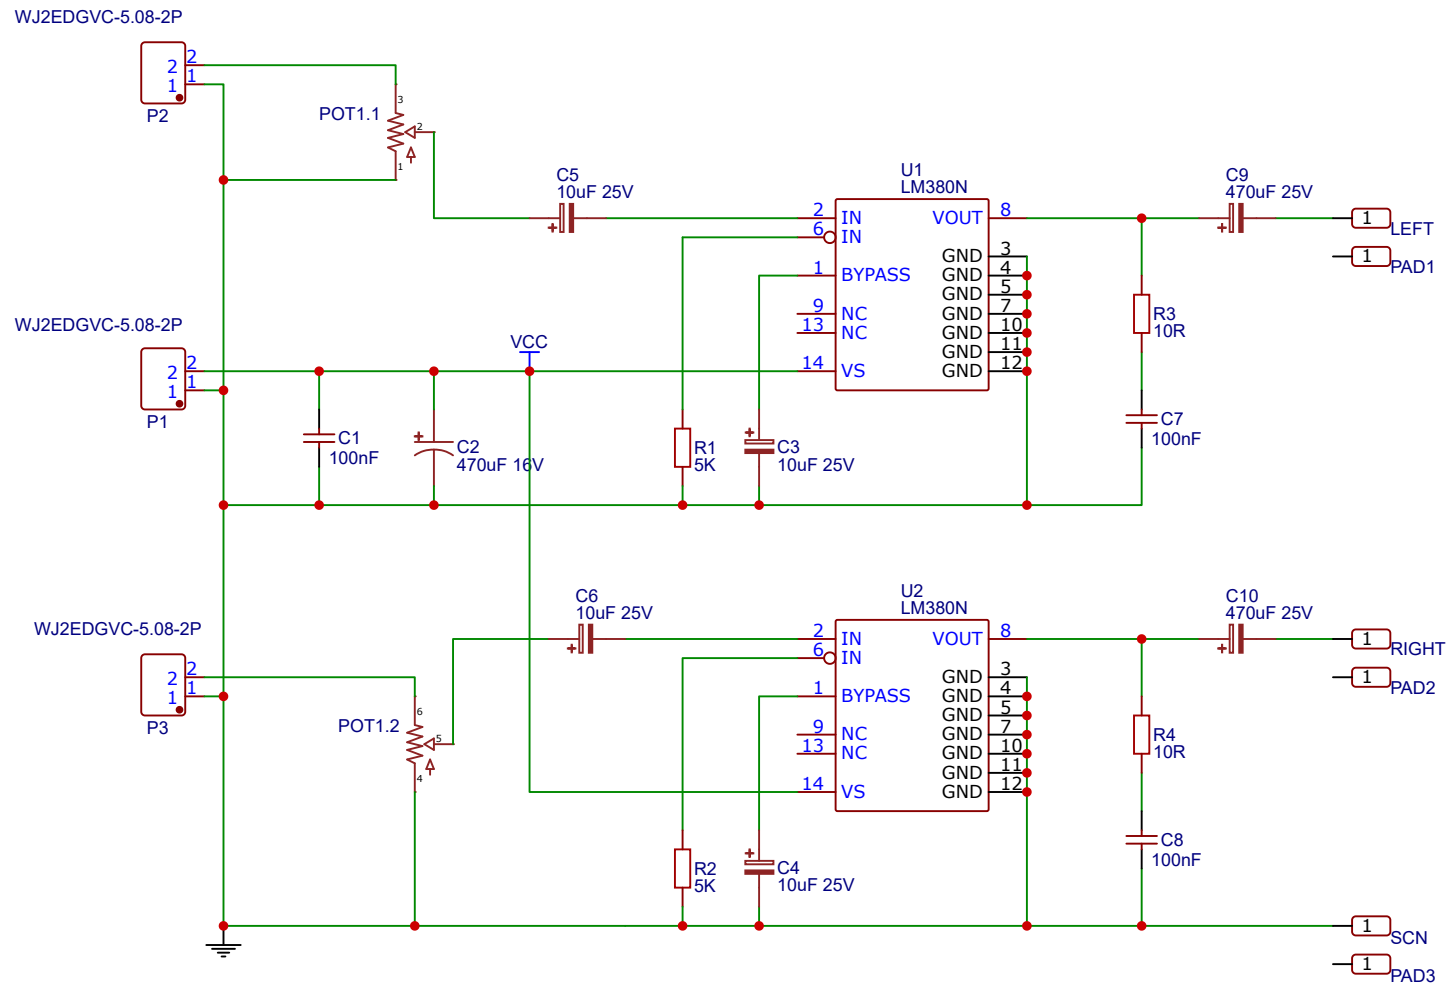 WJ2EDGVC-5.08-2P
2
2
1
1
P2
POT1.1
3
2
1
C5
10uF 25V
U1
LM380N
2
IN
6
IN
1
BYPASS
9
NC
13
NC
14
VS
VOUT
8
GND
3
GND
4
GND
5
GND
7
GND
10
GND
11
GND
12
C9
470uF 25V
1
LEFT
1
PAD1
R3
10R
C7
100nF
WJ2EDGVC-5.08-2P
2
2
1
1
P1
VCC
C1
100nF
C2
470uF 16V
R1
5K
C3
10uF 25V
WJ2EDGVC-5.08-2P
2
2
1
1
P3
POT1.2
6
5
4
C6
10uF 25V
U2
LM380N
2
IN
6
IN
1
BYPASS
9
NC
13
NC
14
VS
VOUT
8
GND
3
GND
4
GND
5
GND
7
GND
10
GND
11
GND
12
C10
470uF 25V
1
RIGHT
1
PAD2
R4
10R
C8
100nF
R2
5K
C4
10uF 25V
1
SCN
1
PAD3